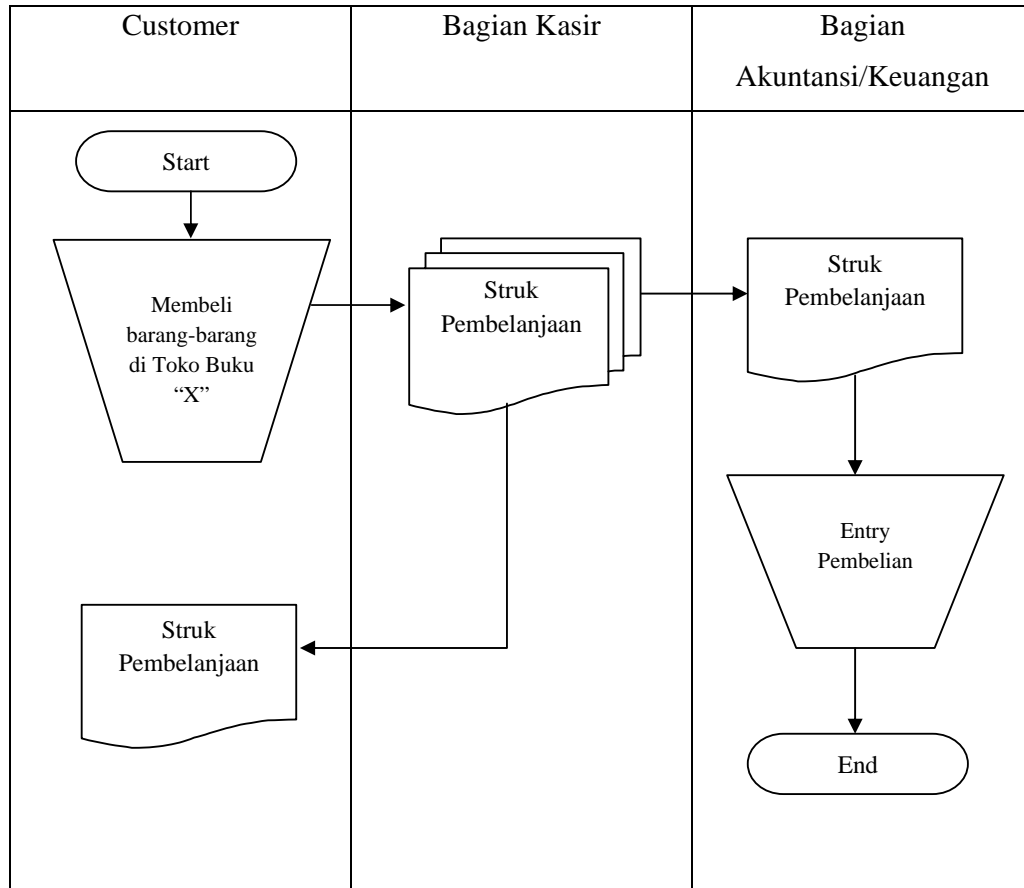 Customer
Bagian Kasir
Bagian
Akuntansi/Keuangan
Start
Membeli
barang-barang
di Toko Buku
“X”
Struk
Pembelanjaan
Struk
Pembelanjaan
Entry
Pembelian
Struk
Pembelanjaan
End